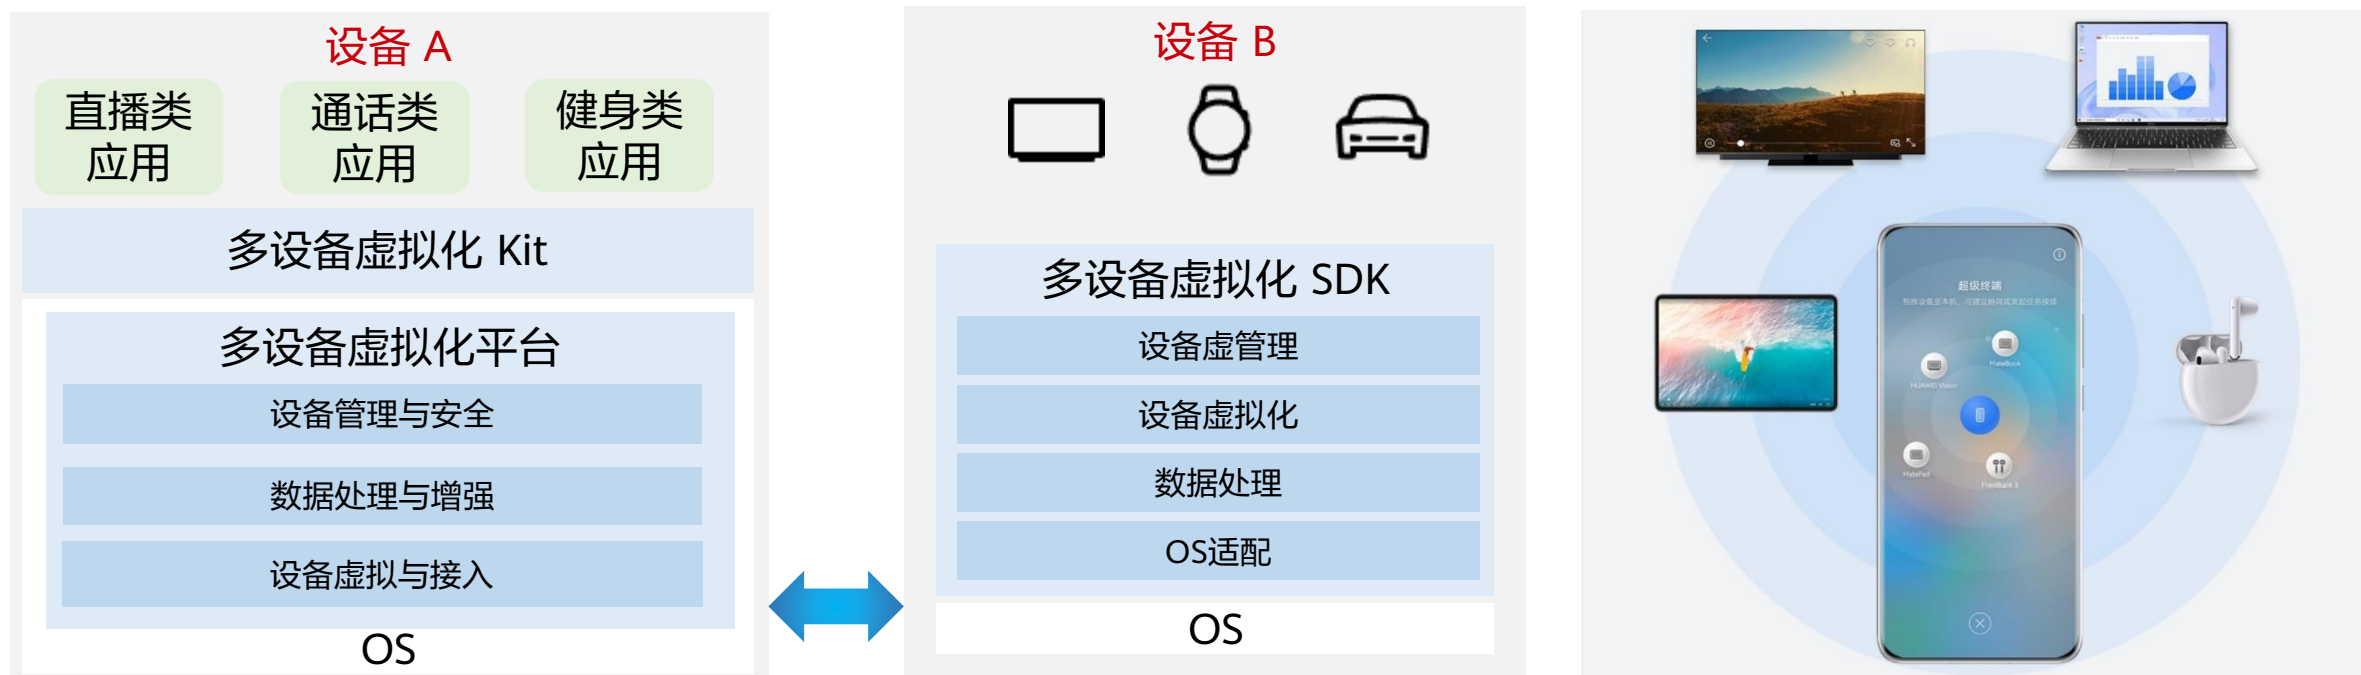 设备 A
直播类
应用
通话类
应用
健身类
应用
多设备虚拟化 Kit
多设备虚拟化平台
设备管理与安全
数据处理与增强
设备虚拟与接入
OS
设备 B
多设备虚拟化 SDK
设备虚管理
设备虚拟化
数据处理
OS适配
OS
超级终端
MateBook
HUAWEI Vision
MatePad